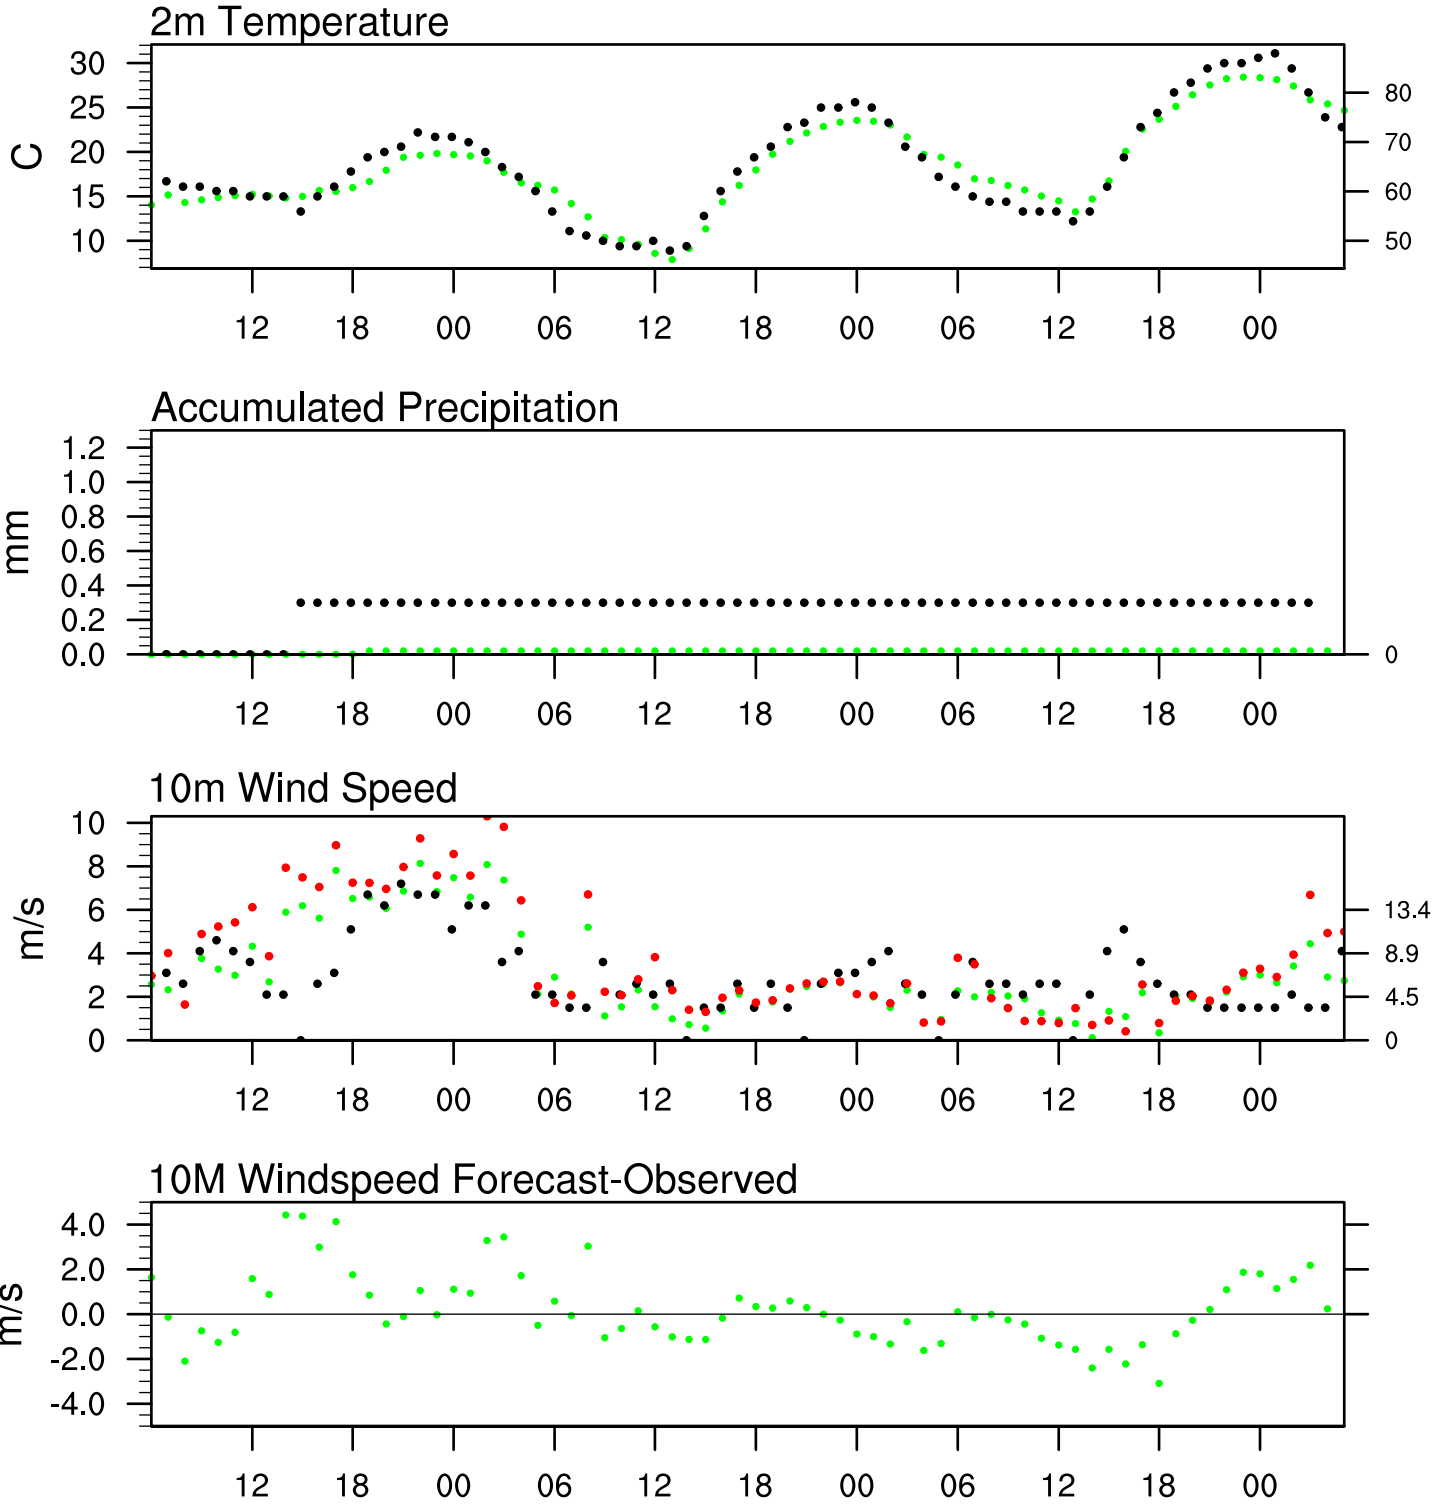 2m Temperature
30
25
20
15
10
C
80
70
60
50
12 18 00 06 12 18 00 06 12 18 00
Accumulated Precipitation
1.2
1.0
0.8
0.6
0.4
0.2
0.0
mm
0
12 18 00 06 12 18 00 06 12 18 00
10m Wind Speed
10
8
6
4
2
0
m/s
13.4
8.9
4.5
0
12 18 00 06 12 18 00 06 12 18 00
10M Windspeed Forecast-Observed
4.0
2.0
0.0
-2.0
-4.0
m/s
12 18 00 06 12 18 00 06 12 18 00